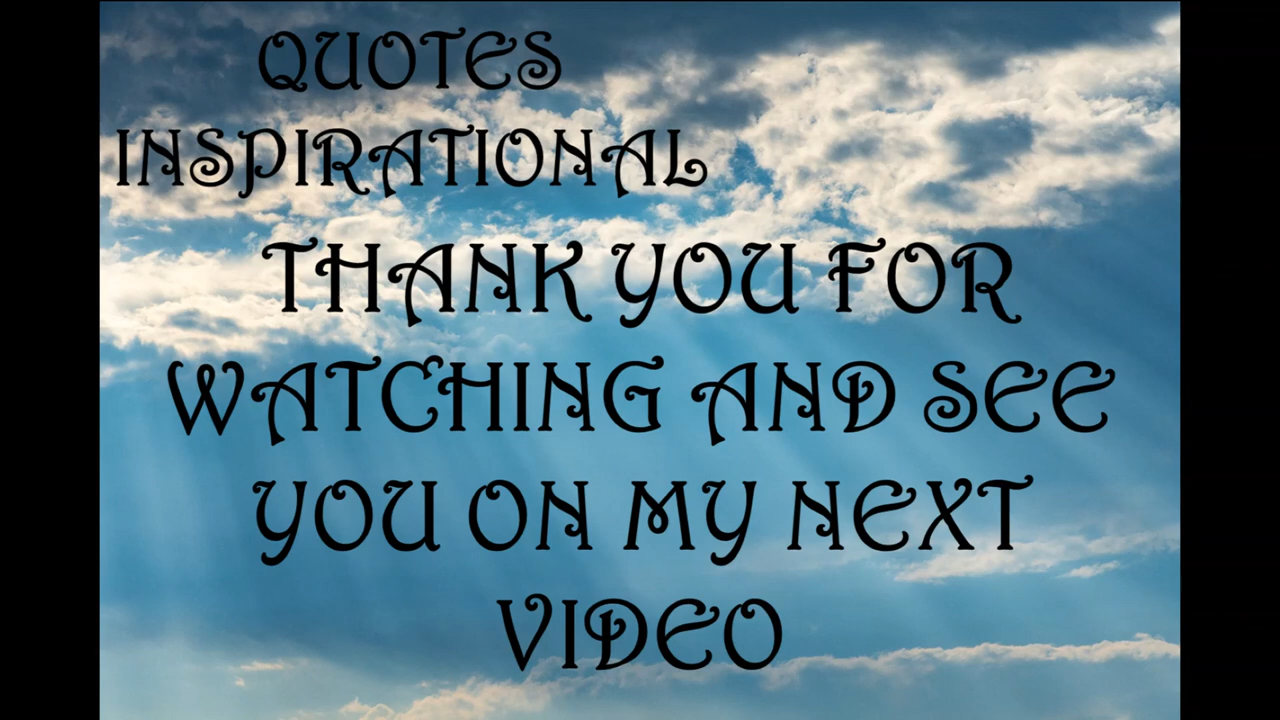 QUOTES
INSPIRATIONAL
THANK YOU FOR
WATCHING AND SEE
YOU ON MY NEXT
VIDEO